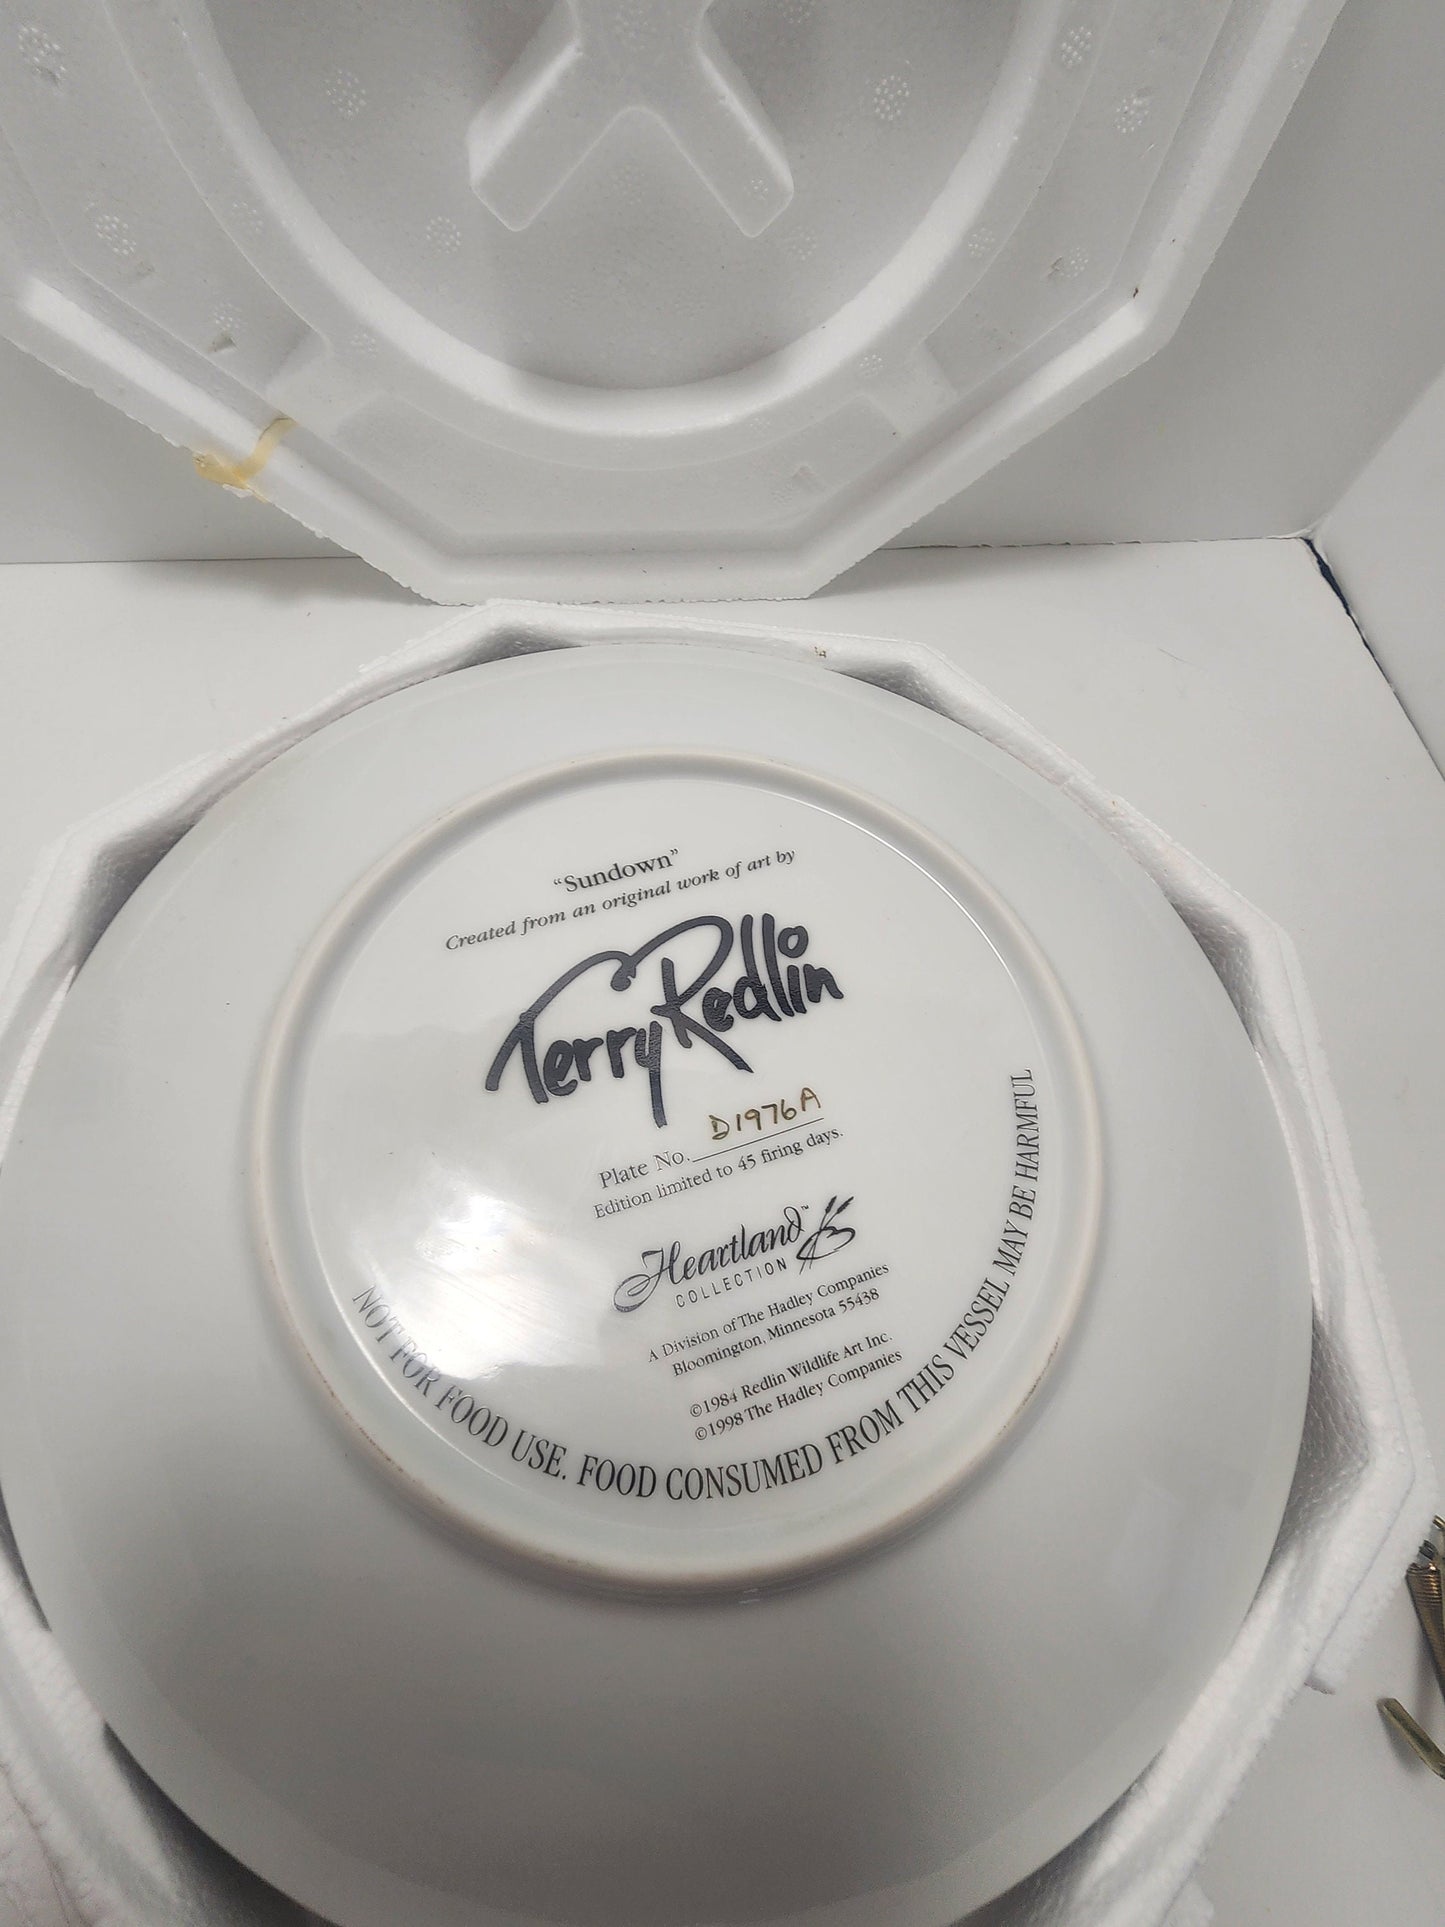 “Sundown”
Created from an original work of art by
Terry Redlin
Plate No. D1976A
Edition limited to 45 firing days.
Heartland™
COLLECTION
A Division of The Hadley Companies
Bloomington, Minnesota 55438
©1984 Redlin Wildlife Art Inc.
©1998 The Hadley Companies
NOT FOR FOOD USE. FOOD CONSUMED FROM THIS VESSEL MAY BE HARMFUL